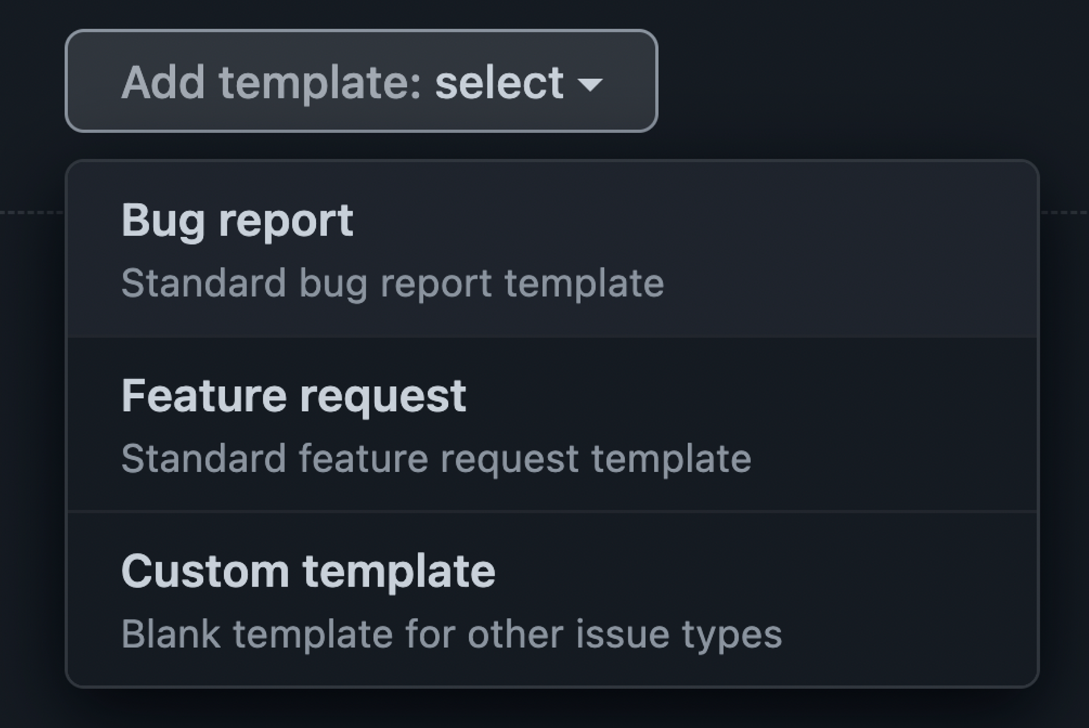 Add template: select
Bug report
Standard bug report template
Feature request
Standard feature request template
Custom template
Blank template for other issue types